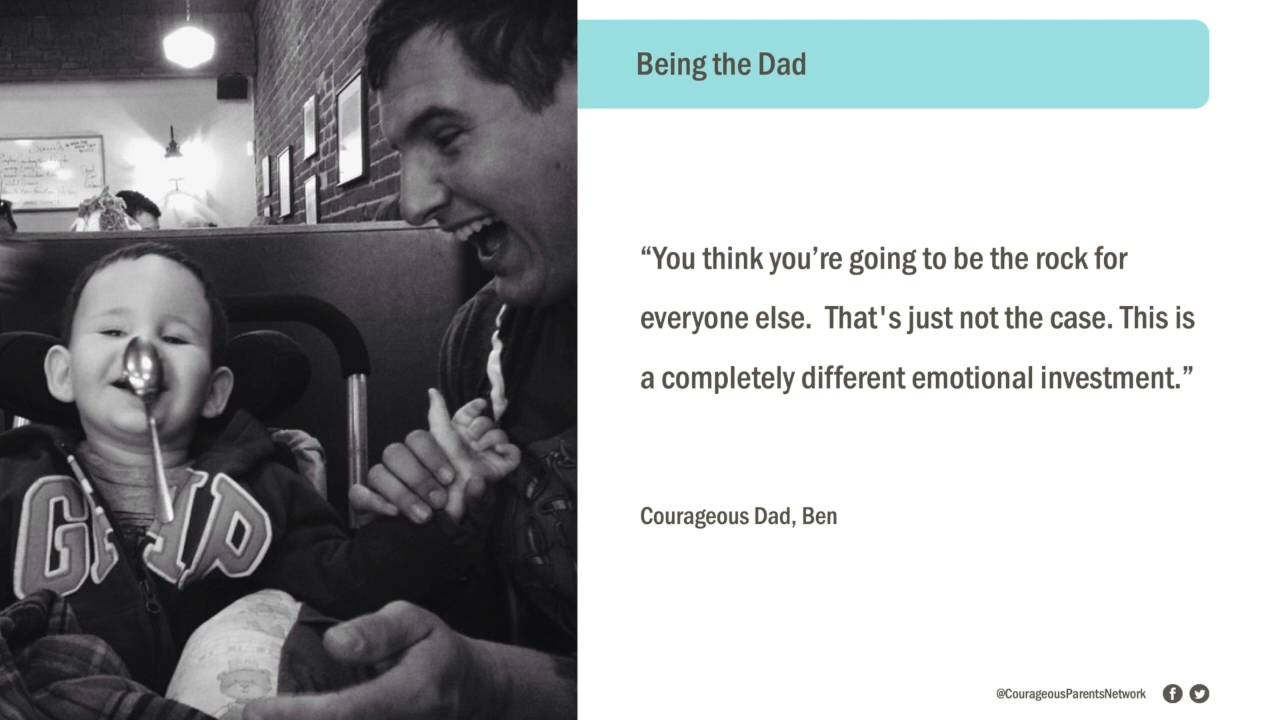 Being the Dad
“You think you’re going to be the rock for
everyone else.  That's just not the case. This is
a completely different emotional investment.”
Courageous Dad, Ben
@CourageousParentsNetwork
GAP